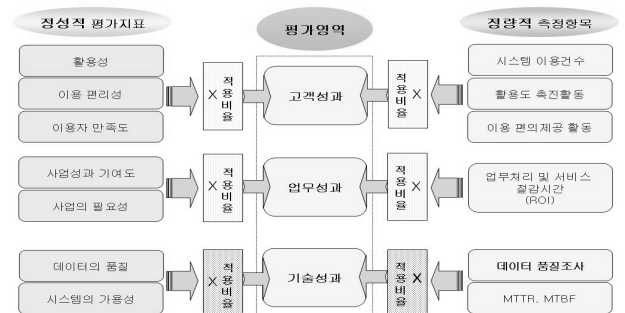 정성적 평가지표
평가영역
정량적 측정항목
활용성
이용 편리성
이용자 만족도
X 적용비율
고객성과
적용비율 X
시스템 이용건수
활용도 촉진활동
이용 편의제공 활동
사업성과 기여도
사업의 필요성
X 적용비율
업무성과
적용비율 X
업무처리 및 서비스
절감시간
(ROI)
데이터의 품질
시스템의 가용성
X 적용비율
기술성과
적용비율 X
데이터 품질조사
MTTR, MTBF